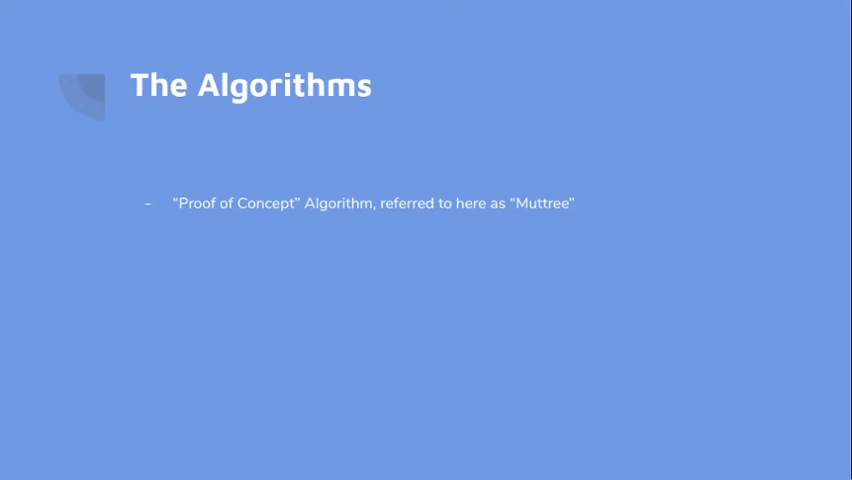 The Algorithms
- “Proof of Concept” Algorithm, referred to here as “Muttree”